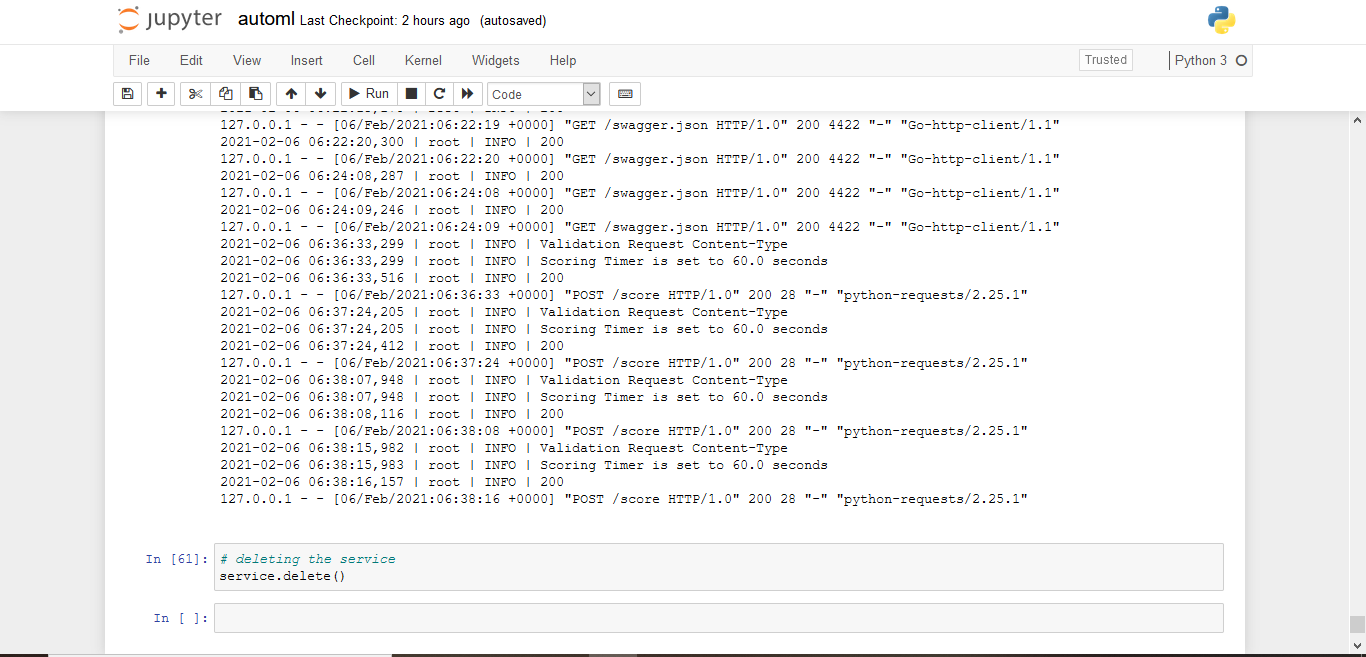 jupyter automl Last Checkpoint: 2 hours ago (autosaved)
File Edit View Insert Cell Kernel Widgets Help Trusted Python 3
Run Code
127.0.0.1 - - [06/Feb/2021:06:22:19 +0000] "GET /swagger.json HTTP/1.0" 200 4422 "-" "Go-http-client/1.1"
2021-02-06 06:22:20,300 | root | INFO | 200
127.0.0.1 - - [06/Feb/2021:06:22:20 +0000] "GET /swagger.json HTTP/1.0" 200 4422 "-" "Go-http-client/1.1"
2021-02-06 06:24:08,287 | root | INFO | 200
127.0.0.1 - - [06/Feb/2021:06:24:08 +0000] "GET /swagger.json HTTP/1.0" 200 4422 "-" "Go-http-client/1.1"
2021-02-06 06:24:09,246 | root | INFO | 200
127.0.0.1 - - [06/Feb/2021:06:24:09 +0000] "GET /swagger.json HTTP/1.0" 200 4422 "-" "Go-http-client/1.1"
2021-02-06 06:36:33,299 | root | INFO | Validation Request Content-Type
2021-02-06 06:36:33,299 | root | INFO | Scoring Timer is set to 60.0 seconds
2021-02-06 06:36:33,516 | root | INFO | 200
127.0.0.1 - - [06/Feb/2021:06:36:33 +0000] "POST /score HTTP/1.0" 200 28 "-" "python-requests/2.25.1"
2021-02-06 06:37:24,205 | root | INFO | Validation Request Content-Type
2021-02-06 06:37:24,205 | root | INFO | Scoring Timer is set to 60.0 seconds
2021-02-06 06:37:24,412 | root | INFO | 200
127.0.0.1 - - [06/Feb/2021:06:37:24 +0000] "POST /score HTTP/1.0" 200 28 "-" "python-requests/2.25.1"
2021-02-06 06:38:07,948 | root | INFO | Validation Request Content-Type
2021-02-06 06:38:07,948 | root | INFO | Scoring Timer is set to 60.0 seconds
2021-02-06 06:38:08,116 | root | INFO | 200
127.0.0.1 - - [06/Feb/2021:06:38:08 +0000] "POST /score HTTP/1.0" 200 28 "-" "python-requests/2.25.1"
2021-02-06 06:38:15,982 | root | INFO | Validation Request Content-Type
2021-02-06 06:38:15,983 | root | INFO | Scoring Timer is set to 60.0 seconds
2021-02-06 06:38:16,157 | root | INFO | 200
127.0.0.1 - - [06/Feb/2021:06:38:16 +0000] "POST /score HTTP/1.0" 200 28 "-" "python-requests/2.25.1"
In [61]: # deleting the service
service.delete()
In [ ]: